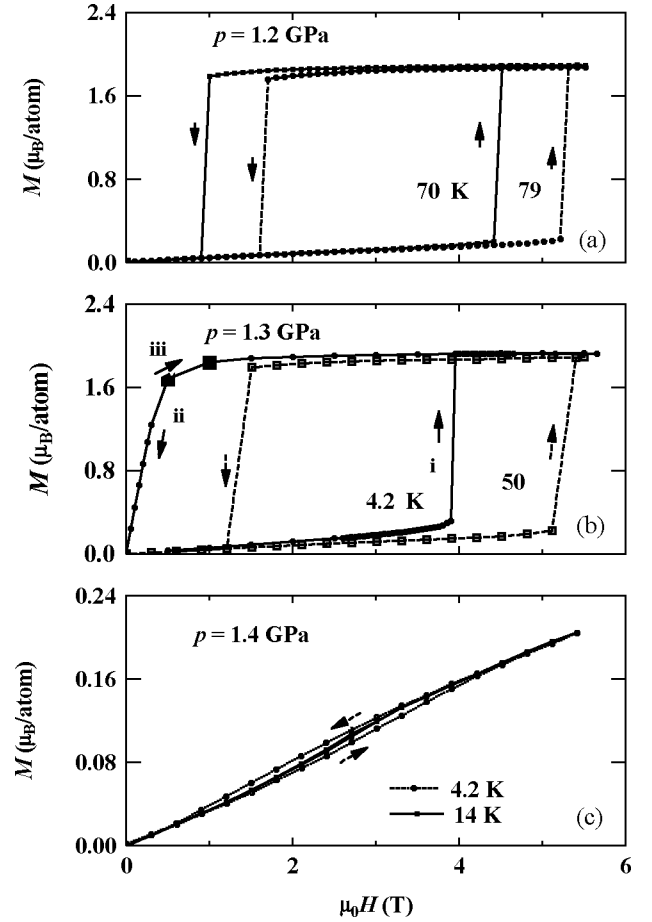 p = 1.2 GPa
2.4
1.6
0.8
0.0
M (μB/atom)
70 K
79
(a)
iii
p = 1.3 GPa
2.4
1.6
0.8
0.0
M (μB/atom)
ii
i
4.2 K
50
(b)
0.24
0.16
0.08
0.00
M (μB/atom)
p = 1.4 GPa
4.2 K
14 K
(c)
0
2
4
6
μ0H (T)